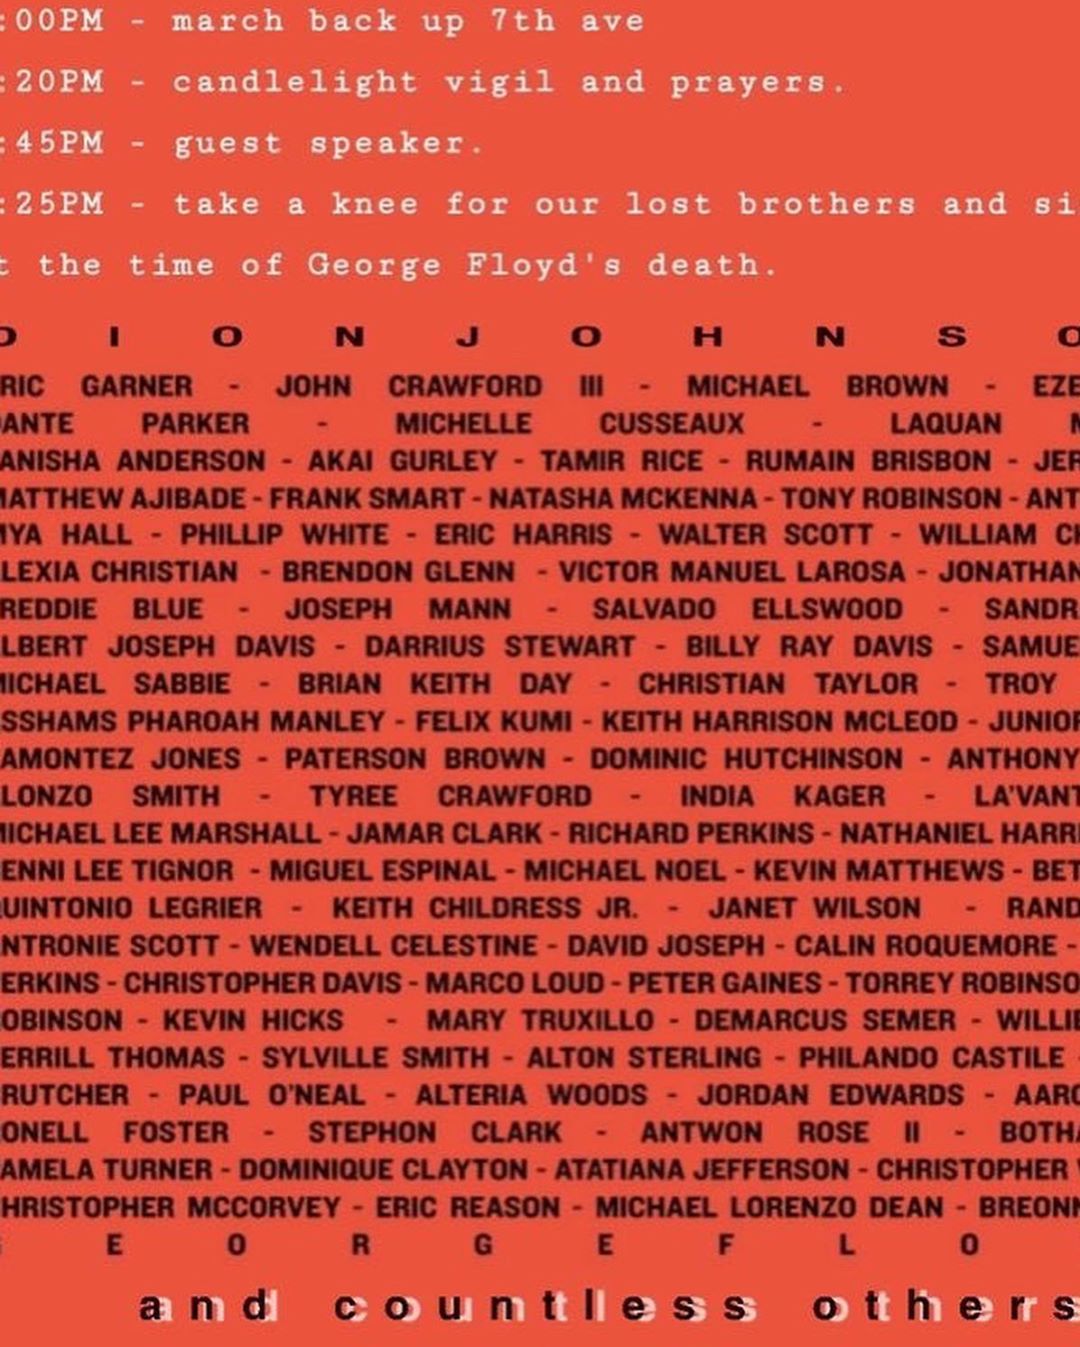 :00PM - march back up 7th ave
:20PM - candlelight vigil and prayers.
:45PM - guest speaker.
:25PM - take a knee for our lost brothers and si
t the time of George Floyd's death.
D I O N J O H N S O
RIC GARNER - JOHN CRAWFORD III - MICHAEL BROWN - EZE
DANTE PARKER - MICHELLE CUSSEAUX - LAQUAN M
ANISHA ANDERSON - AKAI GURLEY - TAMIR RICE - RUMAIN BRISBON - JER
MATTHEW AJIBADE - FRANK SMART - NATASHA MCKENNA - TONY ROBINSON - ANT
MYA HALL - PHILLIP WHITE - ERIC HARRIS - WALTER SCOTT - WILLIAM CH
LEXIA CHRISTIAN - BRENDON GLENN - VICTOR MANUEL LAROSA - JONATHAN
REDDIE BLUE - JOSEPH MANN - SALVADO ELLSWOOD - SANDR
LBERT JOSEPH DAVIS - DARRIUS STEWART - BILLY RAY DAVIS - SAMUE
MICHAEL SABBIE - BRIAN KEITH DAY - CHRISTIAN TAYLOR - TROY
SSHAMS PHAROAH MANLEY - FELIX KUMI - KEITH HARRISON MCLEOD - JUNIOR
AMONTEZ JONES - PATERSON BROWN - DOMINIC HUTCHINSON - ANTHONY
LONZO SMITH - TYREE CRAWFORD - INDIA KAGER - LA'VANT
MICHAEL LEE MARSHALL - JAMAR CLARK - RICHARD PERKINS - NATHANIEL HARRI
ENNI LEE TIGNOR - MIGUEL ESPINAL - MICHAEL NOEL - KEVIN MATTHEWS - BET
QUINTONIO LEGRIER - KEITH CHILDRESS JR. - JANET WILSON - RAND
NTRONIE SCOTT - WENDELL CELESTINE - DAVID JOSEPH - CALIN ROQUEMORE -
ERKINS - CHRISTOPHER DAVIS - MARCO LOUD - PETER GAINES - TORREY ROBINSO
OBINSON - KEVIN HICKS - MARY TRUXILLO - DEMARCUS SEMER - WILLIE
ERRILL THOMAS - SYLVILLE SMITH - ALTON STERLING - PHILANDO CASTILE -
RUTCHER - PAUL O'NEAL - ALTERIA WOODS - JORDAN EDWARDS - AARO
ONELL FOSTER - STEPHON CLARK - ANTWON ROSE II - BOTHA
AMELA TURNER - DOMINIQUE CLAYTON - ATATIANA JEFFERSON - CHRISTOPHER
HRISTOPHER MCCORVEY - ERIC REASON - MICHAEL LORENZO DEAN - BREONN
G E O R G E F L O
and countless others